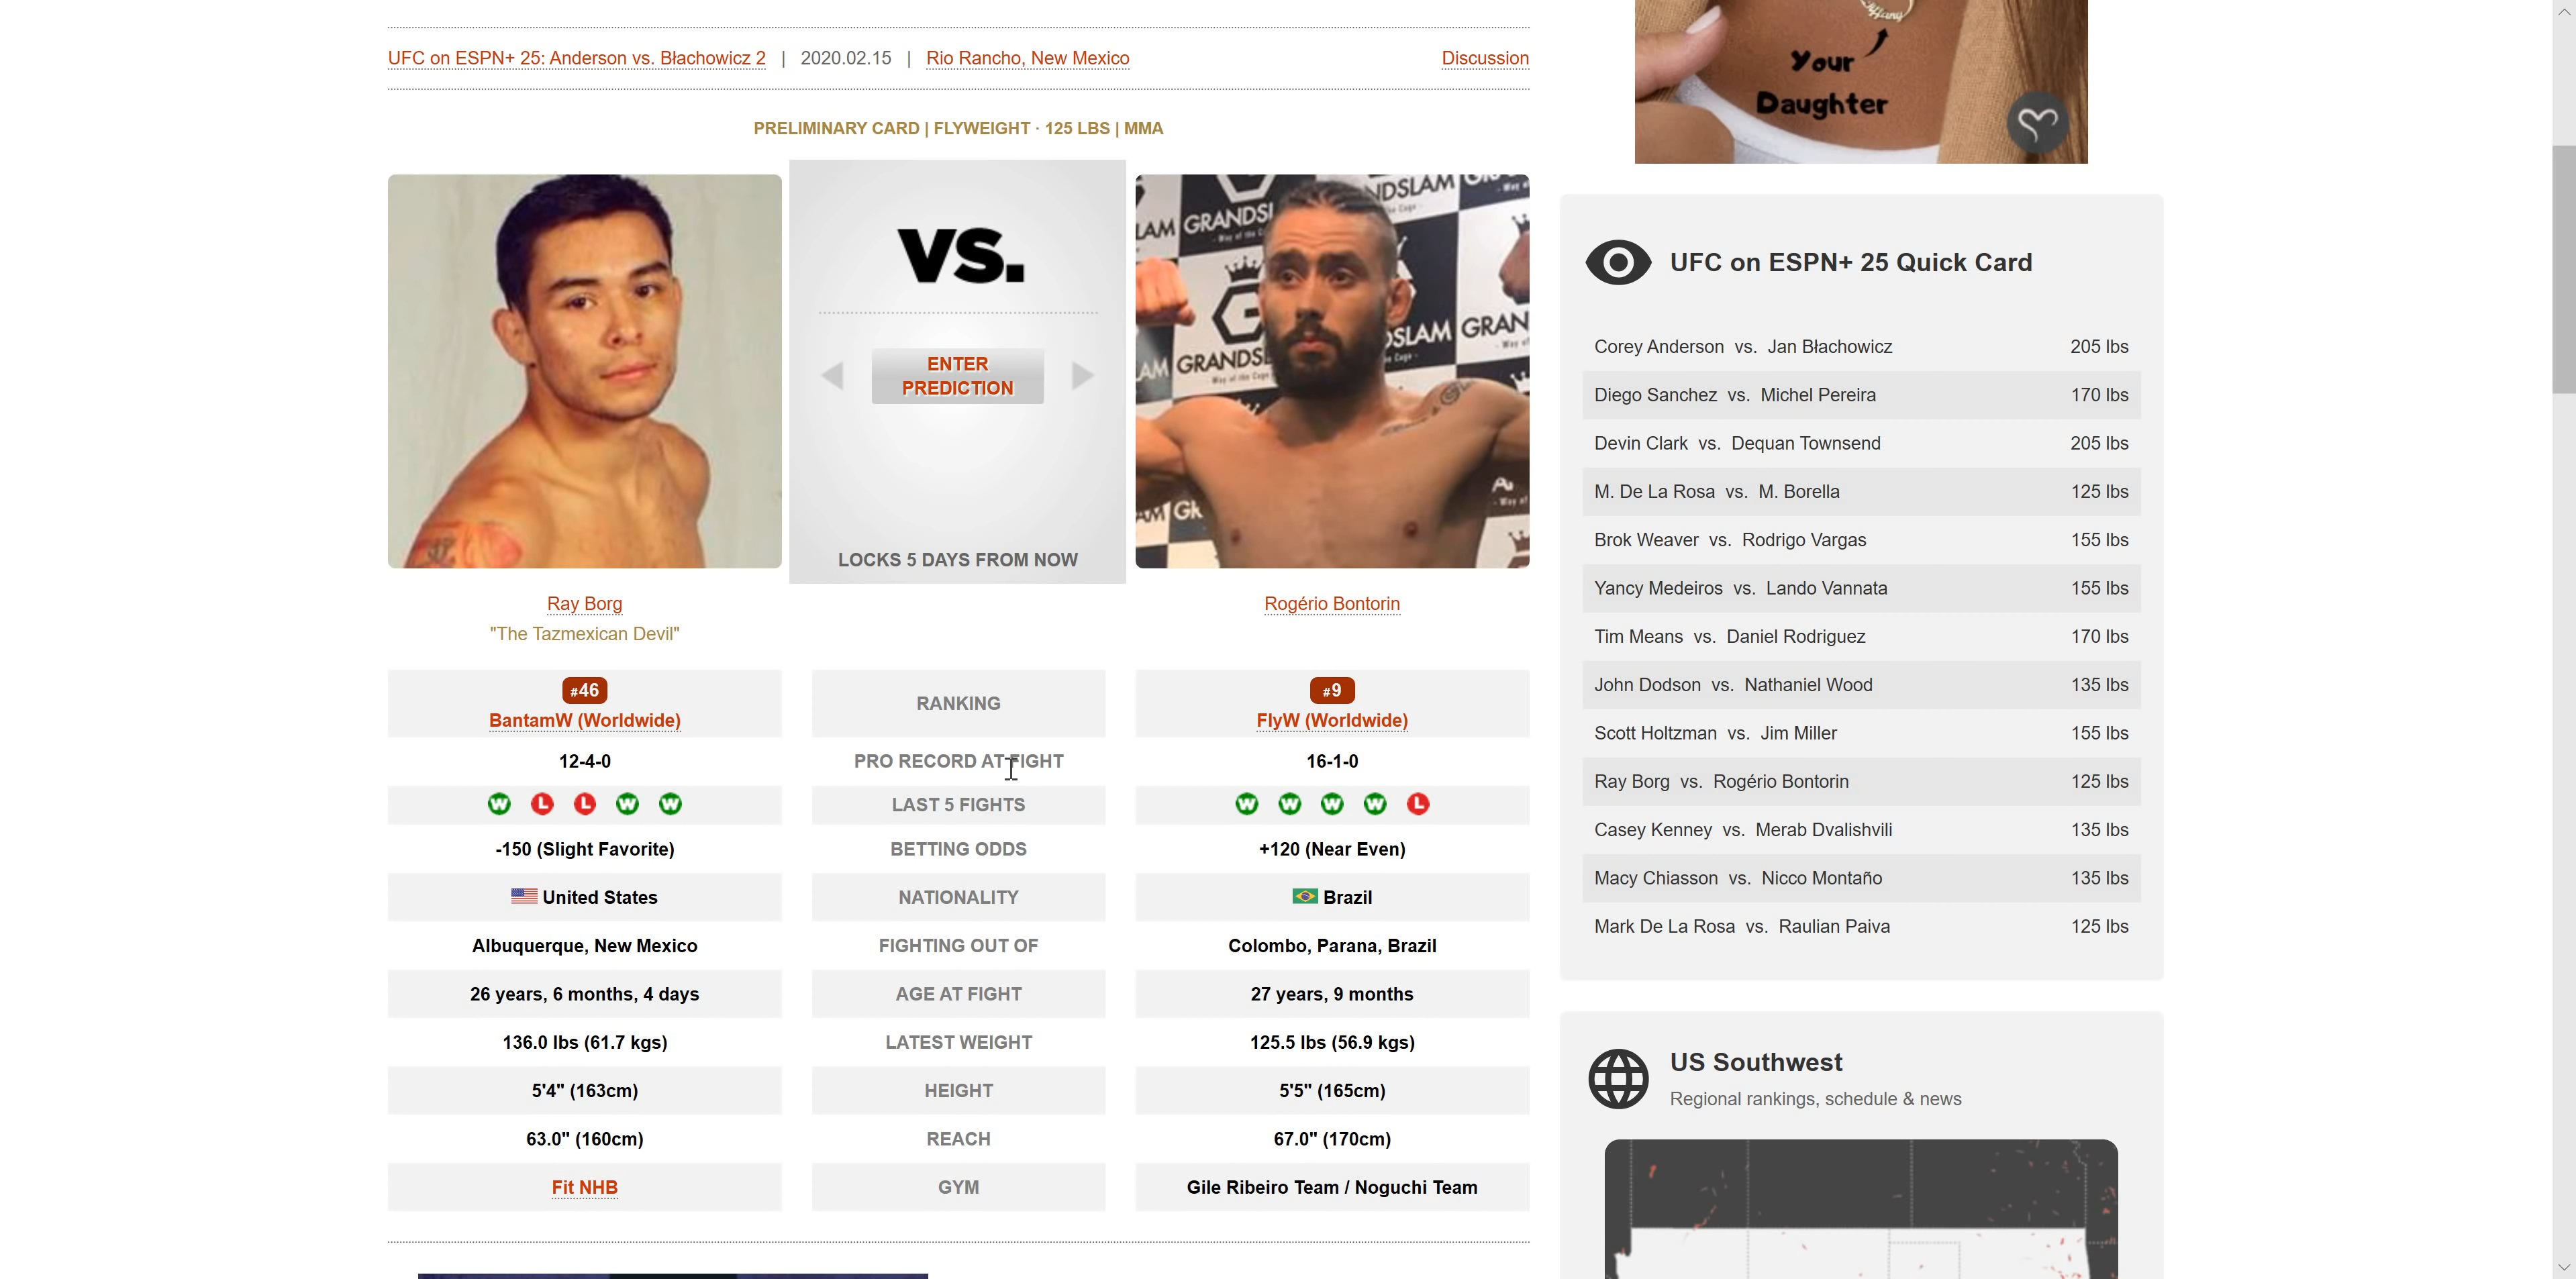 UFC on ESPN+ 25: Anderson vs. Błachowicz 2 | 2020.02.15 | Rio Rancho, New Mexico Discussion
PRELIMINARY CARD | FLYWEIGHT · 125 LBS | MMA
VS.
ENTER
PREDICTION
LOCKS 5 DAYS FROM NOW
GRANDSLAM
Ray Borg Rogério Bontorin
"The Tazmexican Devil"
#46 RANKING #9
BantamW (Worldwide) FlyW (Worldwide)
12-4-0 PRO RECORD AT FIGHT 16-1-0
W L L W W LAST 5 FIGHTS W W W W L
-150 (Slight Favorite) BETTING ODDS +120 (Near Even)
United States NATIONALITY Brazil
Albuquerque, New Mexico FIGHTING OUT OF Colombo, Parana, Brazil
26 years, 6 months, 4 days AGE AT FIGHT 27 years, 9 months
136.0 lbs (61.7 kgs) LATEST WEIGHT 125.5 lbs (56.9 kgs)
5'4" (163cm) HEIGHT 5'5" (165cm)
63.0" (160cm) REACH 67.0" (170cm)
Fit NHB GYM Gile Ribeiro Team / Noguchi Team
Your
Daughter
UFC on ESPN+ 25 Quick Card
Corey Anderson vs. Jan Błachowicz 205 lbs
Diego Sanchez vs. Michel Pereira 170 lbs
Devin Clark vs. Dequan Townsend 205 lbs
M. De La Rosa vs. M. Borella 125 lbs
Brok Weaver vs. Rodrigo Vargas 155 lbs
Yancy Medeiros vs. Lando Vannata 155 lbs
Tim Means vs. Daniel Rodriguez 170 lbs
John Dodson vs. Nathaniel Wood 135 lbs
Scott Holtzman vs. Jim Miller 155 lbs
Ray Borg vs. Rogério Bontorin 125 lbs
Casey Kenney vs. Merab Dvalishvili 135 lbs
Macy Chiasson vs. Nicco Montaño 135 lbs
Mark De La Rosa vs. Raulian Paiva 125 lbs
US Southwest
Regional rankings, schedule & news